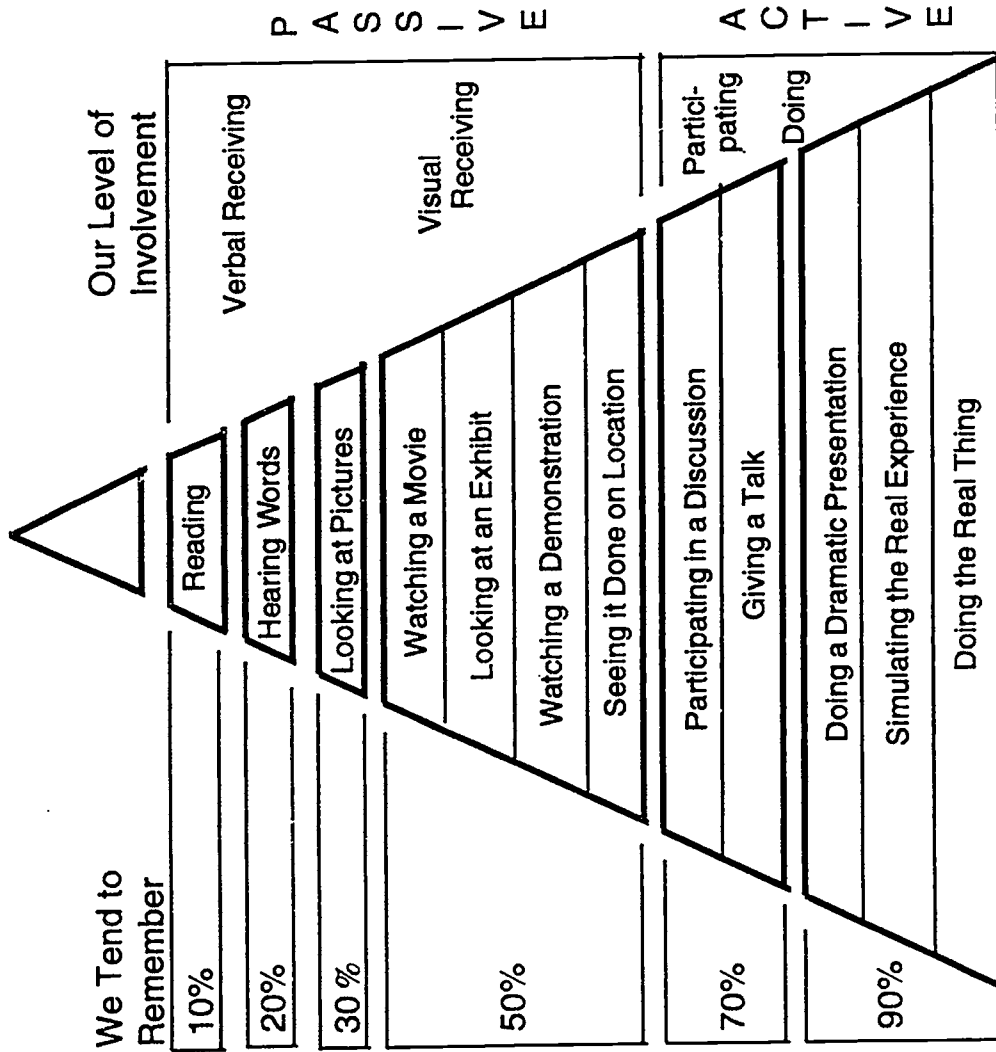 We Tend to
Remember
Our Level of
Involvement
10%
Reading
Verbal Receiving
20%
Hearing Words
30 %
Looking at Pictures
50%
Watching a Movie
Looking at an Exhibit
Watching a Demonstration
Seeing it Done on Location
Visual
Receiving
P
A
S
S
I
V
E
70%
Participating in a Discussion
Giving a Talk
Partici-
pating
90%
Doing a Dramatic Presentation
Simulating the Real Experience
Doing the Real Thing
Doing
A
C
T
I
V
E